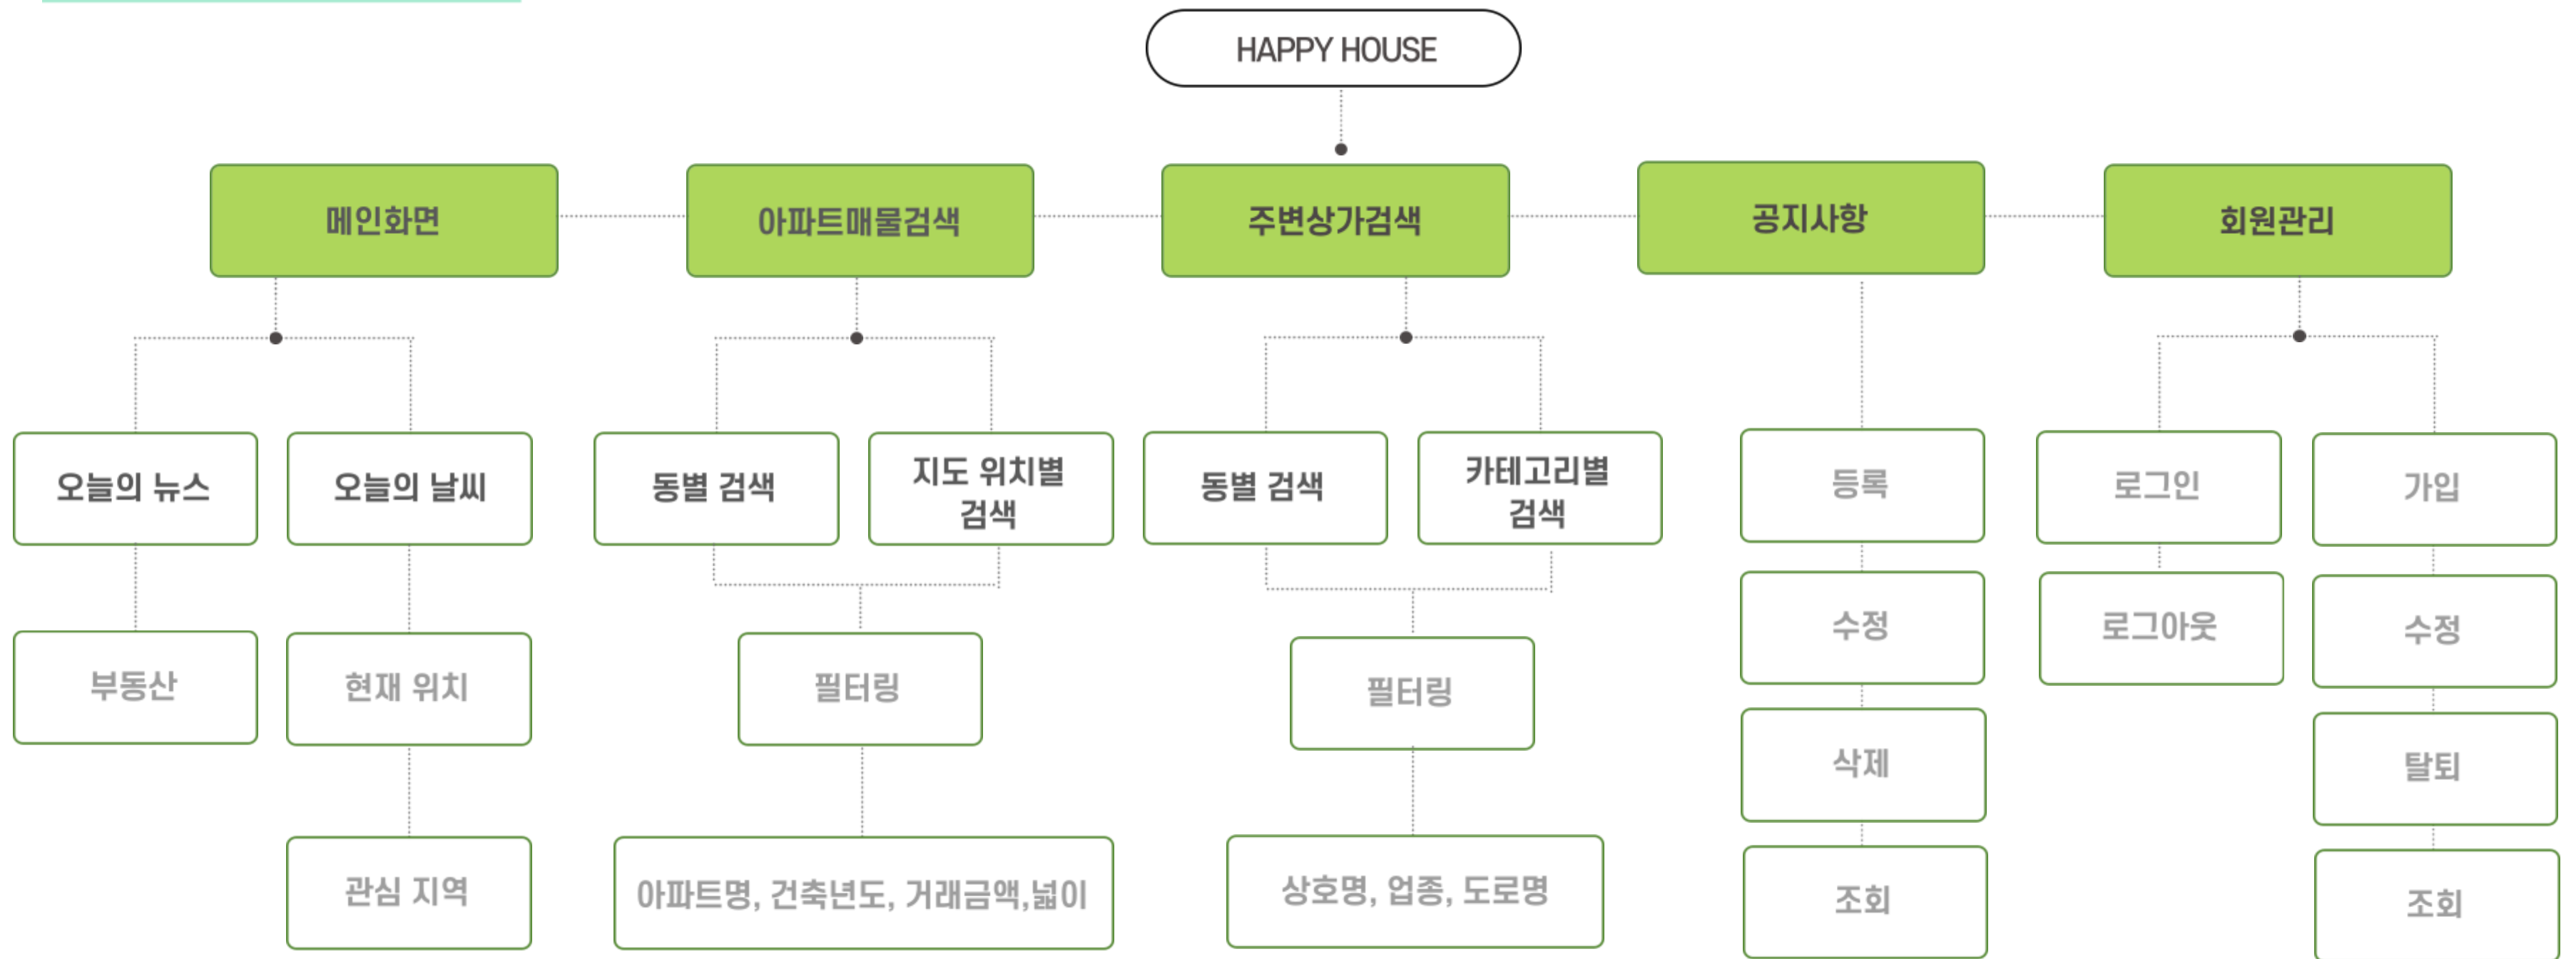 HAPPY HOUSE
메인화면
아파트매물검색
주변상가검색
공지사항
회원관리
오늘의 뉴스
오늘의 날씨
동별 검색
지도 위치별
검색
동별 검색
카테고리별
검색
등록
로그인
가입
부동산
현재 위치
필터링
필터링
수정
로그아웃
수정
삭제
탈퇴
관심 지역
아파트명, 건축년도, 거래금액,넓이
상호명, 업종, 도로명
조회
조회